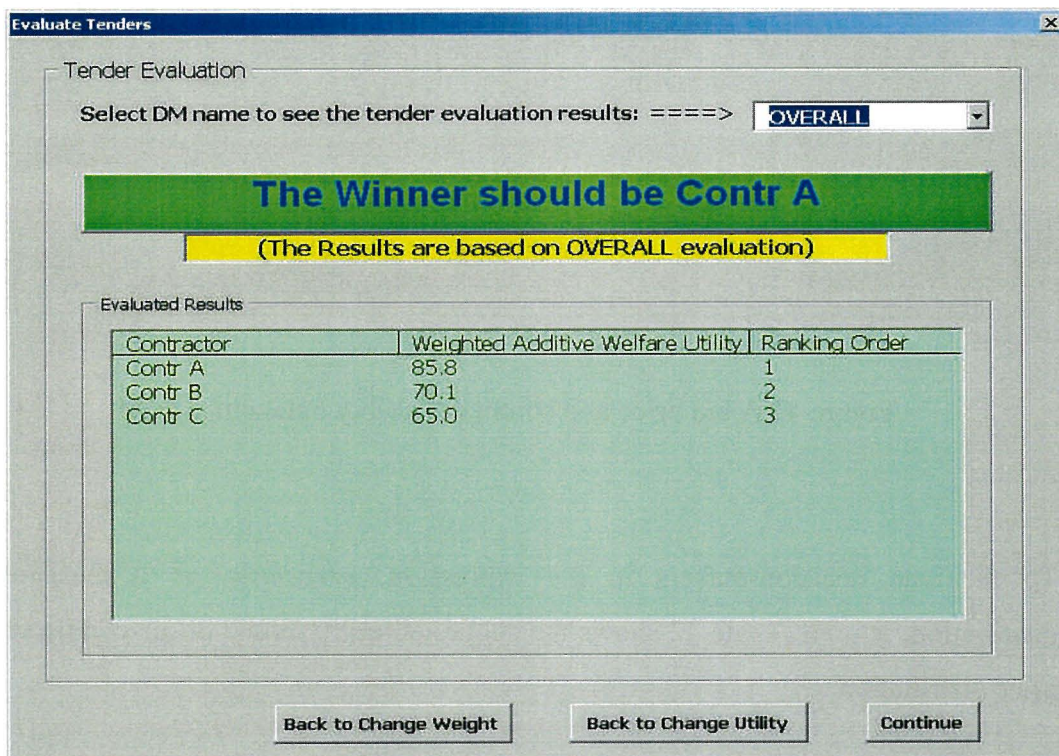 Evaluate Tenders
Tender Evaluation
Select DM name to see the tender evaluation results: ====> OVERALL
The Winner should be Contr A
(The Results are based on OVERALL evaluation)
Evaluated Results
Contractor Weighted Additive Welfare Utility Ranking Order
Contr A 85.8 1
Contr B 70.1 2
Contr C 65.0 3
Back to Change Weight Back to Change Utility Continue